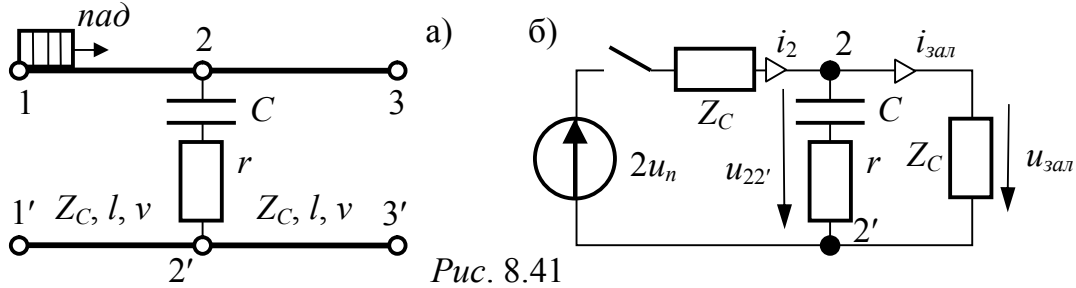 пад
2
а)
1
3
C
r
1′
Z_C, l, v
Z_C, l, v
3′
2′
б)
i_2
2
i_зал
Z_C
C
2u_п
u_22′
r
Z_C
u_зал
2′
Рис. 8.41